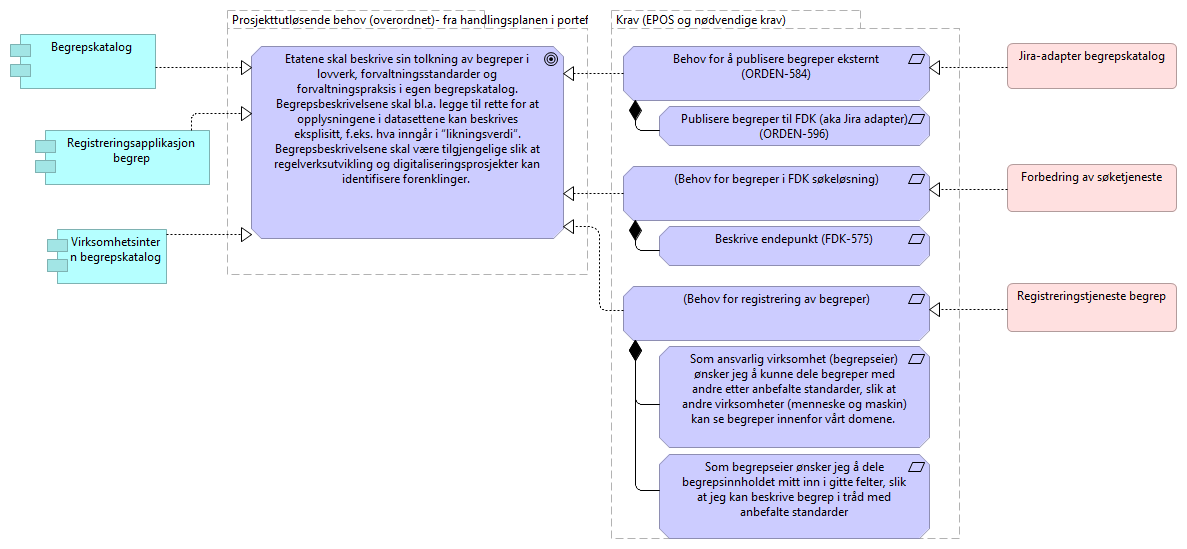 Prosjekttutløsende behov (overordnet)- fra handlingsplanen i portef
Krav (EPOS og nødvendige krav)
Begrepskatalog
Registreringsapplikasjon
begrep
Virksomhetsinter
n begrepskatalog
Etatene skal beskrive sin tolkning av begreper i
lovverk, forvaltningsstandarder og
forvaltningspraksis i egen begrepskatalog.
Begrepsbeskrivelsene skal bl.a. legge til rette for at
opplysningene i datasettene kan beskrives
eksplisitt, f.eks. hva inngår i “likningsverdi”.
Begrepsbeskrivelsene skal være tilgjengelige slik at
regelverksutvikling og digitaliseringsprosjekter kan
identifisere forenklinger.
Behov for å publisere begreper eksternt
(ORDEN-584)
Publisere begreper til FDK (aka Jira adapter)
(ORDEN-596)
(Behov for begreper i FDK søkeløsning)
Beskrive endepunkt (FDK-575)
(Behov for registrering av begreper)
Som ansvarlig virksomhet (begrepseier)
ønsker jeg å kunne dele begreper med
andre etter anbefalte standarder, slik at
andre virksomheter (menneske og maskin)
kan se begreper innenfor vårt domene.
Som begrepseier ønsker jeg å dele
begrepsinnholdet mitt inn i gitte felter, slik
at jeg kan beskrive begrep i tråd med
anbefalte standarder
Jira-adapter begrepskatalog
Forbedring av søketjeneste
Registreringstjeneste begrep